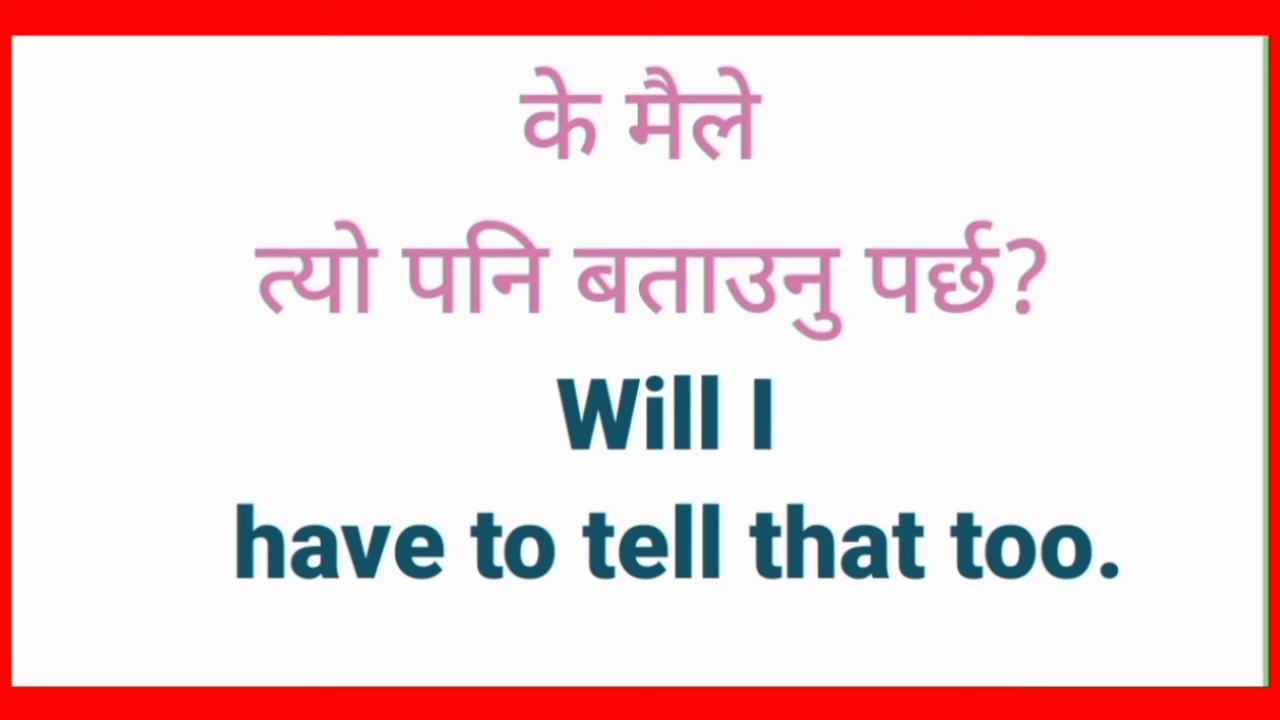 के मैले
त्यो पनि बताउनु पर्छ?
Will I
have to tell that too.